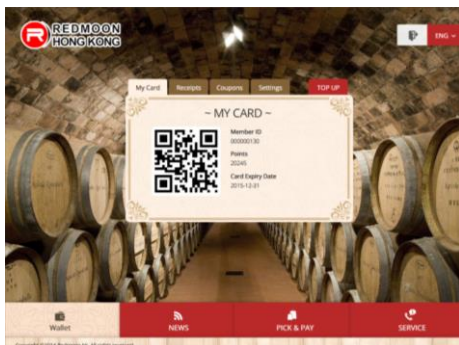 REDMOON
HONG KONG
ENG
My Card
Receipts
Coupons
Settings
TOP UP
~ MY CARD ~
Member ID
000000130
Points
20245
Card Expiry Date
2015-12-31
Wallet
NEWS
PICK & PAY
SERVICE